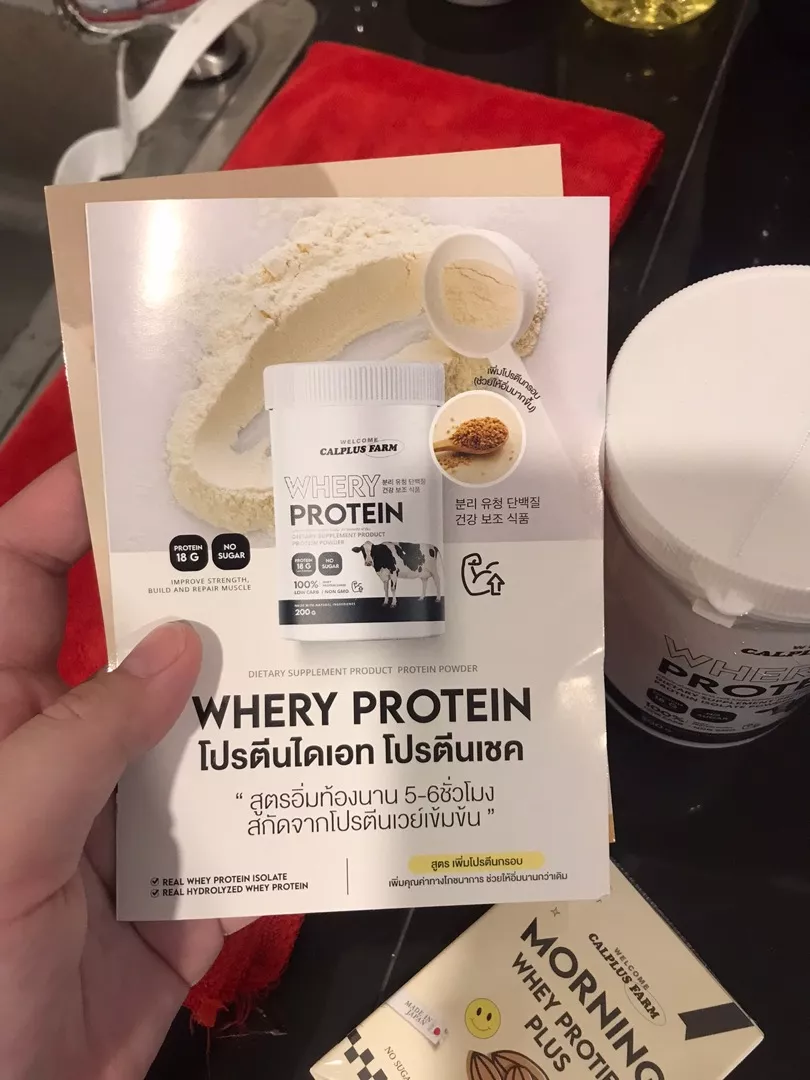 เพิ่มโปรตีนกรอบ
(ช่วยให้อิ่มมากขึ้น)
WELCOME
CALPLUS FARM
WHERY
분리 유청 단백질
건강 보조 식품
PROTEIN
DIETARY SUPPLEMENT PRODUCT
PROTEIN POWDER
PROTEIN
18 G
NO
SUGAR
100%
LOW CARB | NON GMO
200 G
분리 유청 단백질
건강 보조 식품
PROTEIN
18 G
NO
SUGAR
IMPROVE STRENGTH,
BUILD AND REPAIR MUSCLE
DIETARY SUPPLEMENT PRODUCT PROTEIN POWDER
WHERY PROTEIN
โปรตีนไดเอท โปรตีนเชค
“ สูตรอิ่มท้องนาน 5-6ชั่วโมง
สกัดจากโปรตีนเวย์เข้มข้น ”
REAL WHEY PROTEIN ISOLATE
REAL HYDROLYZED WHEY PROTEIN
สูตร เพิ่มโปรตีนกรอบ
เพิ่มคุณค่าทางโภชนาการ ช่วยให้อิ่มนานกว่าเดิม
WELCOME
CALPLUS FARM
MORNING
WHEY PROTEIN
PLUS
MADE IN
JAPAN
NO SUGA
CALP
WHER
PROT
DIETARY SUPPLEMENT
PROTEIN ISOLATE
100%